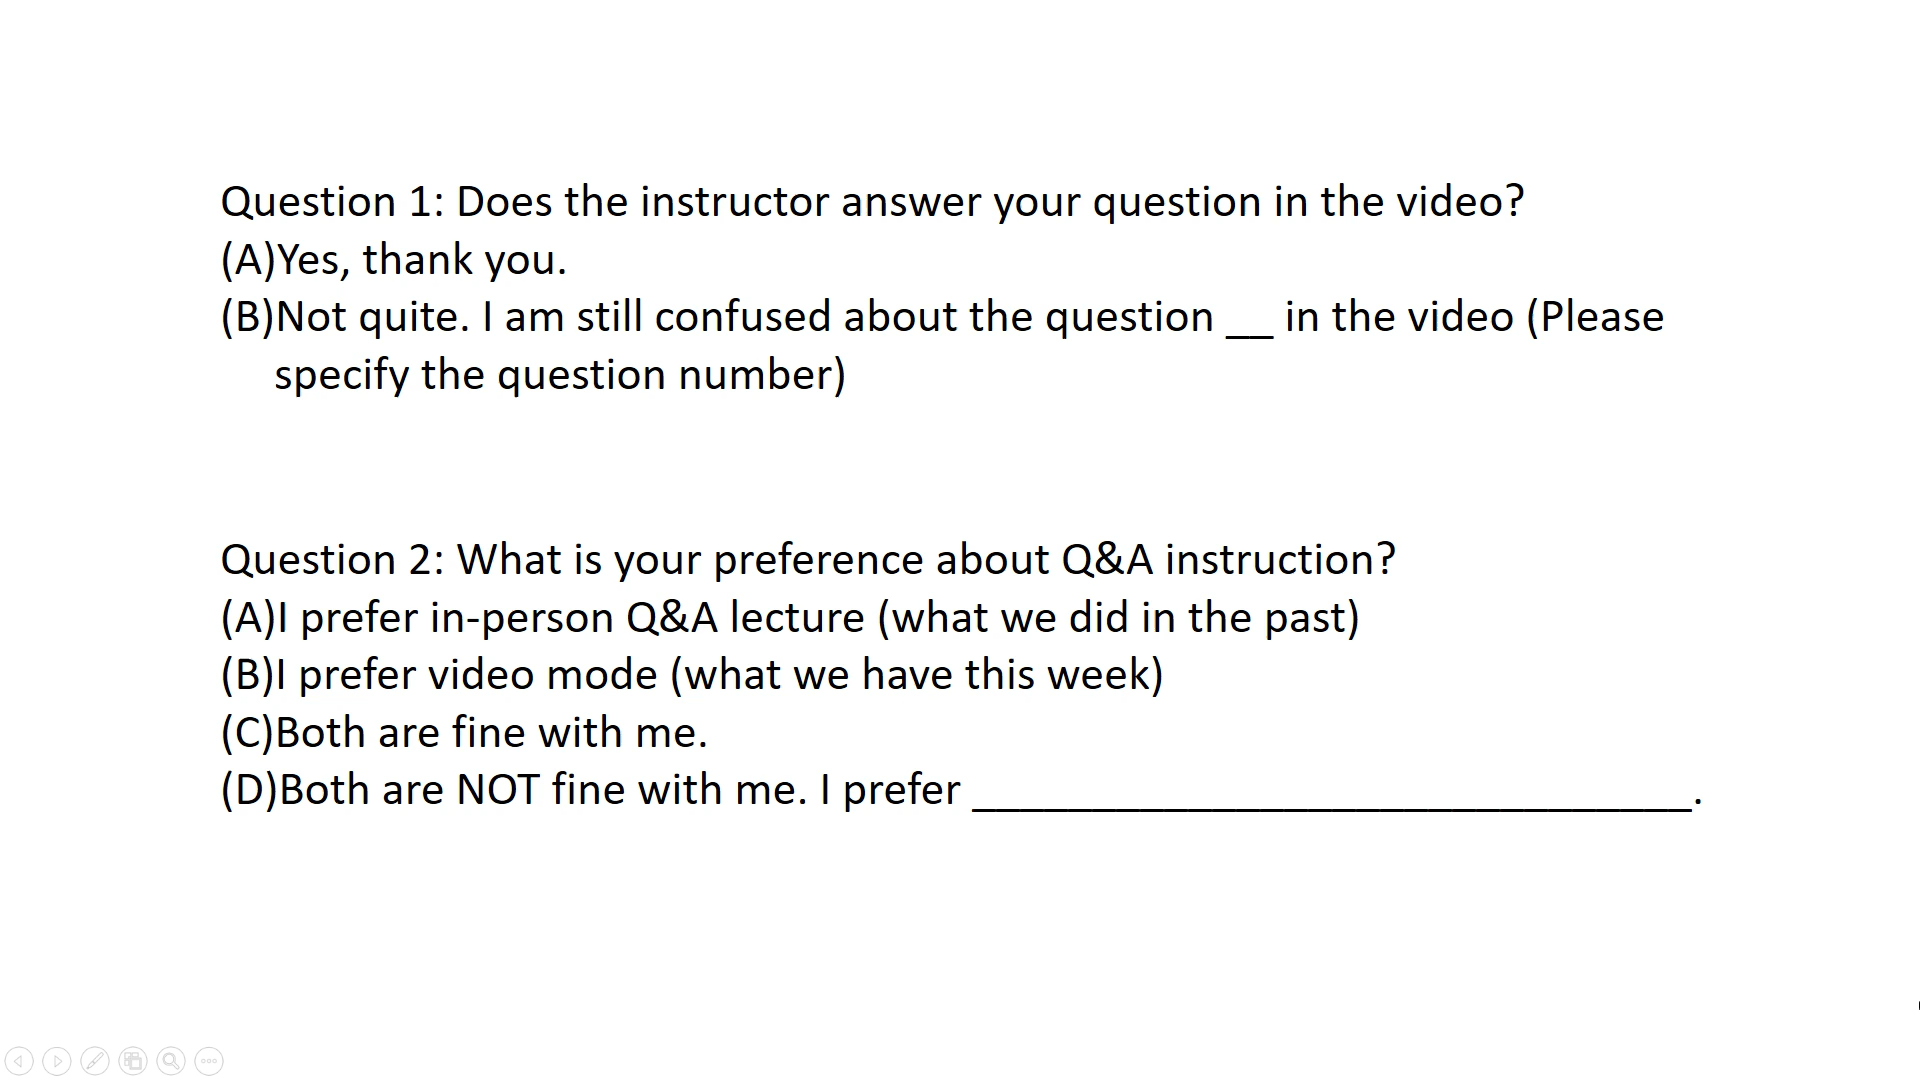 Question 1: Does the instructor answer your question in the video?
(A)Yes, thank you.
(B)Not quite. I am still confused about the question __ in the video (Please
specify the question number)
Question 2: What is your preference about Q&A instruction?
(A)I prefer in-person Q&A lecture (what we did in the past)
(B)I prefer video mode (what we have this week)
(C)Both are fine with me.
(D)Both are NOT fine with me. I prefer ______________________________.